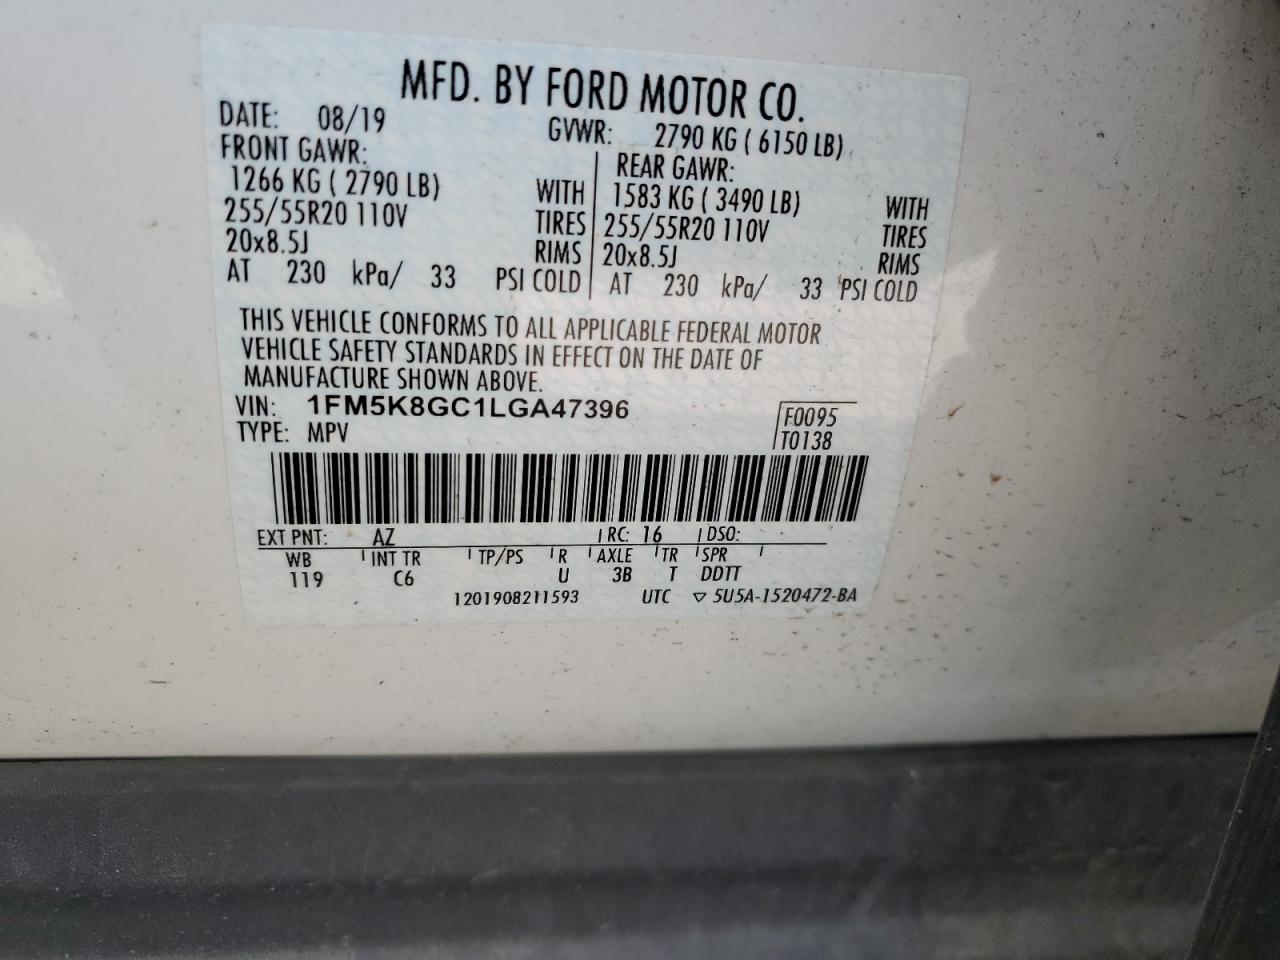 MFD. BY FORD MOTOR CO.
DATE: 08/19 GVWR: 2790 KG ( 6150 LB)
FRONT GAWR: REAR GAWR:
1266 KG ( 2790 LB) WITH 1583 KG ( 3490 LB) WITH
255/55R20 110V TIRES 255/55R20 110V TIRES
20x8.5J RIMS 20x8.5J RIMS
AT 230 kPa/ 33 PSI COLD AT 230 kPa/ 33 PSI COLD
THIS VEHICLE CONFORMS TO ALL APPLICABLE FEDERAL MOTOR
VEHICLE SAFETY STANDARDS IN EFFECT ON THE DATE OF
MANUFACTURE SHOWN ABOVE.
VIN: 1FM5K8GC1LGA47396 F0095
TYPE: MPV T0138
EXT PNT: AZ RC: 16 DSO:
WB INT TR TP/PS R AXLE TR SPR
119 C6 U 3B T DDTT
1201908211593 UTC ▽ 5U5A-1520472-BA